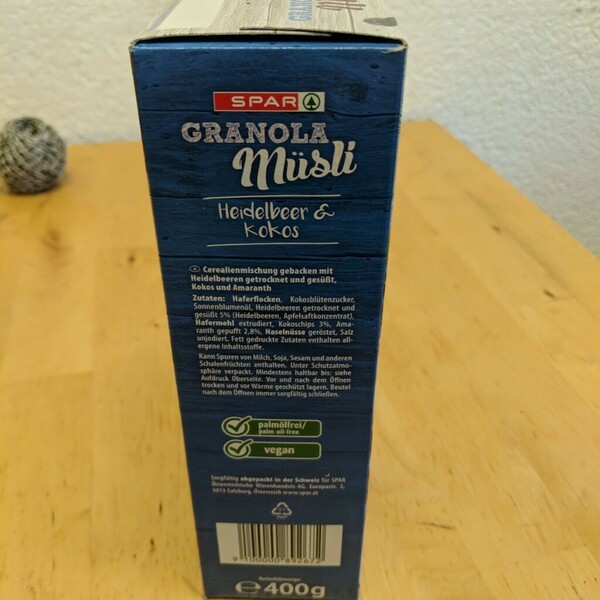 GRANO
SPAR
GRANOLA
Müsli
Heidelbeer &
Kokos
Cerealienmischung gebacken mit
Heidelbeeren getrocknet und gesüßt,
Kokos und Amaranth
Zutaten: Haferflocken, Kokosblütenzucker,
Sonnenblumenöl, Heidelbeeren getrocknet und
gesüßt 5% (Heidelbeeren, Apfelsaftkonzentrat),
Hafermehl extrudiert, Kokoschips 3%, Ama-
ranth gepufft 2,8%, Haselnüsse geröstet, Salz
unjodiert. Fett gedruckte Zutaten enthalten all-
ergene Inhaltsstoffe.
Kann Spuren von Milch, Soja, Sesam und anderen
Schalenfrüchten enthalten. Unter Schutzatmo-
sphäre verpackt. Mindestens haltbar bis: siehe
Aufdruck Oberseite. Vor und nach dem Öffnen
trocken und vor Wärme geschützt lagern. Beutel
nach dem Öffnen immer sorgfältig schließen.
palmölfrei/
palm oil-free
vegan
Sorgfältig abgepackt in der Schweiz für SPAR
Österreichische Warenhandels-AG. Europastr. 3,
5015 Salzburg, Österreich www.spar.at
9 100000 892672
℮400g